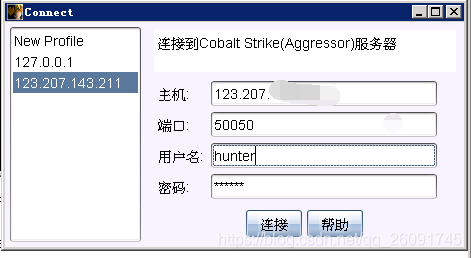 Connect
New Profile
127.0.0.1
123.207.143.211
连接到Cobalt Strike(Aggressor)服务器
主机: 123.207.
端口: 50050
用户名: hunter
密码: ******
连接 帮助
https://blog.csdn.net/qq_26091745